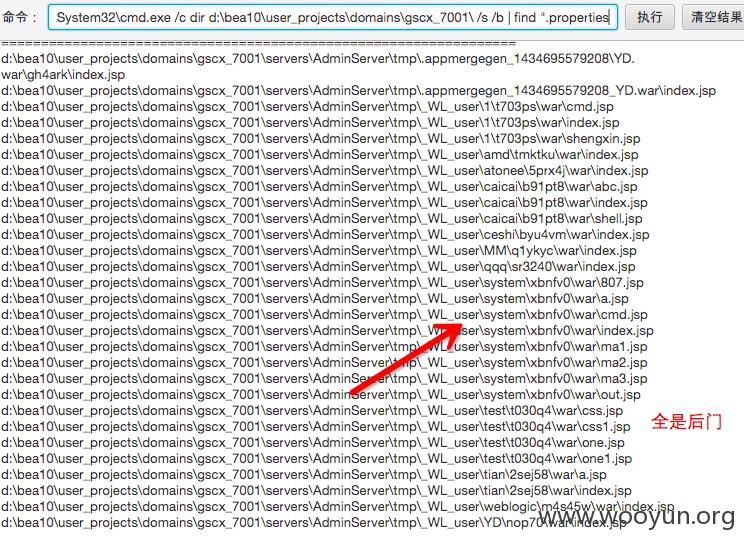 命令： System32\cmd.exe /c dir d:\bea10\user_projects\domains\gscx_7001\ /s /b | find ".properties 执行 清空结果
==================================================
d:\bea10\user_projects\domains\gscx_7001\servers\AdminServer\tmp\.appmergegen_1434695579208\YD.
war\gh4ark\index.jsp
d:\bea10\user_projects\domains\gscx_7001\servers\AdminServer\tmp\.appmergegen_1434695579208_YD.war\index.jsp
d:\bea10\user_projects\domains\gscx_7001\servers\AdminServer\tmp\_WL_user\1\t703ps\war\cmd.jsp
d:\bea10\user_projects\domains\gscx_7001\servers\AdminServer\tmp\_WL_user\1\t703ps\war\index.jsp
d:\bea10\user_projects\domains\gscx_7001\servers\AdminServer\tmp\_WL_user\1\t703ps\war\shengxin.jsp
d:\bea10\user_projects\domains\gscx_7001\servers\AdminServer\tmp\_WL_user\amd\tmktku\war\index.jsp
d:\bea10\user_projects\domains\gscx_7001\servers\AdminServer\tmp\_WL_user\atonee\5prx4j\war\index.jsp
d:\bea10\user_projects\domains\gscx_7001\servers\AdminServer\tmp\_WL_user\caicai\b91pt8\war\abc.jsp
d:\bea10\user_projects\domains\gscx_7001\servers\AdminServer\tmp\_WL_user\caicai\b91pt8\war\index.jsp
d:\bea10\user_projects\domains\gscx_7001\servers\AdminServer\tmp\_WL_user\caicai\b91pt8\war\shell.jsp
d:\bea10\user_projects\domains\gscx_7001\servers\AdminServer\tmp\_WL_user\ceshi\byu4vm\war\index.jsp
d:\bea10\user_projects\domains\gscx_7001\servers\AdminServer\tmp\_WL_user\MM\q1ykyc\war\index.jsp
d:\bea10\user_projects\domains\gscx_7001\servers\AdminServer\tmp\_WL_user\qqq\sr3240\war\index.jsp
d:\bea10\user_projects\domains\gscx_7001\servers\AdminServer\tmp\_WL_user\system\xbnfv0\war\807.jsp
d:\bea10\user_projects\domains\gscx_7001\servers\AdminServer\tmp\_WL_user\system\xbnfv0\war\a.jsp
d:\bea10\user_projects\domains\gscx_7001\servers\AdminServer\tmp\_WL_user\system\xbnfv0\war\cmd.jsp
d:\bea10\user_projects\domains\gscx_7001\servers\AdminServer\tmp\_WL_user\system\xbnfv0\war\index.jsp
d:\bea10\user_projects\domains\gscx_7001\servers\AdminServer\tmp\_WL_user\system\xbnfv0\war\ma1.jsp
d:\bea10\user_projects\domains\gscx_7001\servers\AdminServer\tmp\_WL_user\system\xbnfv0\war\ma2.jsp
d:\bea10\user_projects\domains\gscx_7001\servers\AdminServer\tmp\_WL_user\system\xbnfv0\war\ma3.jsp
d:\bea10\user_projects\domains\gscx_7001\servers\AdminServer\tmp\_WL_user\system\xbnfv0\war\out.jsp
d:\bea10\user_projects\domains\gscx_7001\servers\AdminServer\tmp\_WL_user\test\t030q4\war\css.jsp
d:\bea10\user_projects\domains\gscx_7001\servers\AdminServer\tmp\_WL_user\test\t030q4\war\css1.jsp
全是后门
d:\bea10\user_projects\domains\gscx_7001\servers\AdminServer\tmp\_WL_user\test\t030q4\war\one.jsp
d:\bea10\user_projects\domains\gscx_7001\servers\AdminServer\tmp\_WL_user\test\t030q4\war\one1.jsp
d:\bea10\user_projects\domains\gscx_7001\servers\AdminServer\tmp\_WL_user\tian\2sej58\war\a.jsp
d:\bea10\user_projects\domains\gscx_7001\servers\AdminServer\tmp\_WL_user\tian\2sej58\war\index.jsp
d:\bea10\user_projects\domains\gscx_7001\servers\AdminServer\tmp\_WL_user\weblogic\m4s45w\war\index.jsp
d:\bea10\user_projects\domains\gscx_7001\servers\AdminServer\tmp\_WL_user\YD\nop70\war\index.jsp
www.wooyun.org